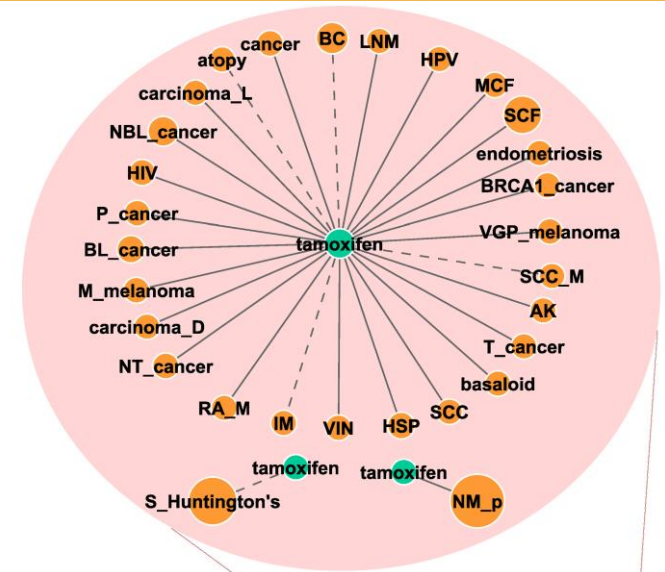 BC
LNM
cancer
atopy
HPV
MCF
carcinoma_L
SCF
NBL_cancer
endometriosis
HIV
BRCA1_cancer
P_cancer
VGP_melanoma
tamoxifen
BL_cancer
SCC_M
M_melanoma
AK
carcinoma_D
T_cancer
NT_cancer
basaloid
RA_M
SCC
IM
VIN
HSP
tamoxifen
tamoxifen
S_Huntington's
NM_p